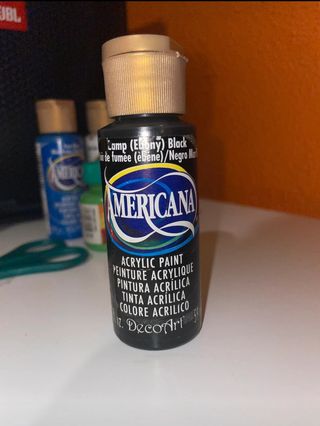 JBL
Lamp (Ebony) Black
de fumée (ébène)/Negro
AMERICANA
ACRYLIC PAINT
PEINTURE ACRYLIQUE
PINTURA ACRÍLICA
TINTA ACRÍLICA
COLORE ACRILICO
DecoArt